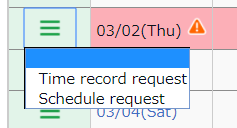 03/02(Thu)
Time record request
Schedule request
03/04(Sat)